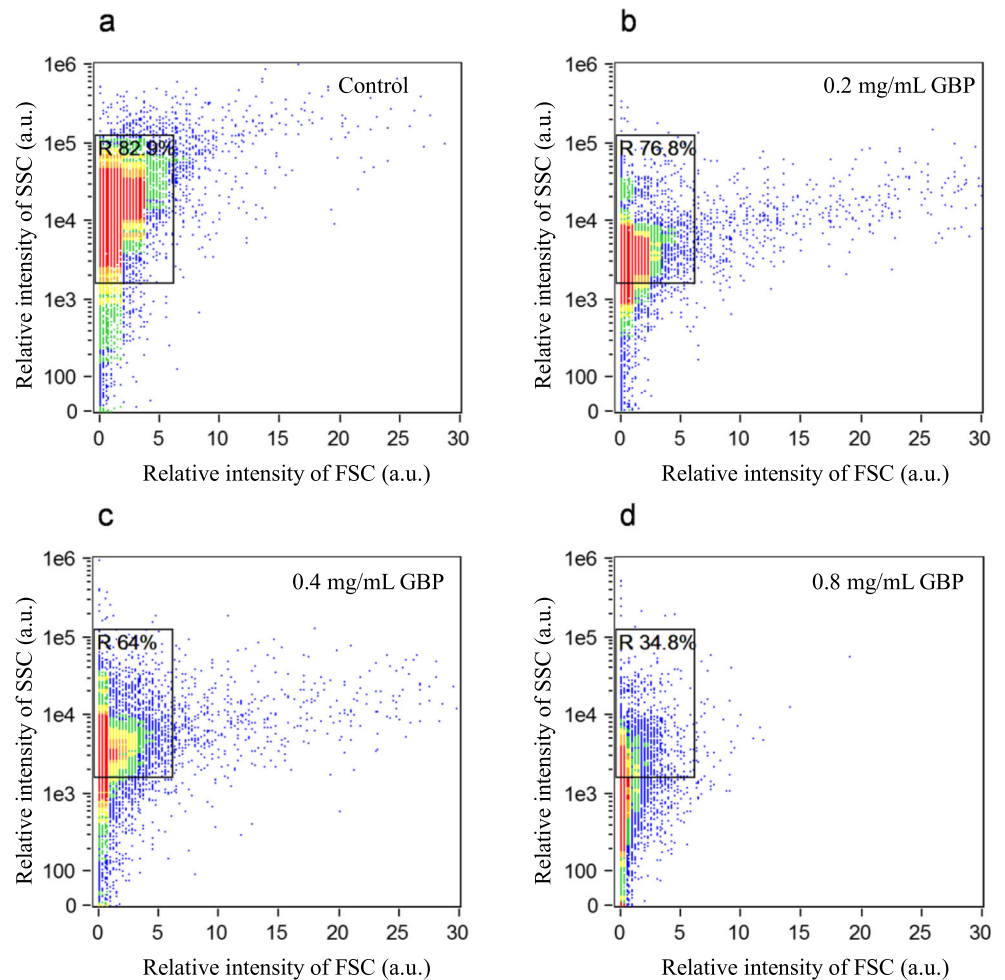 a
1e6
1e5
1e4
1e3
100
0
Relative intensity of SSC (a.u.)
Control
R 82.9%
0 5 10 15 20 25 30
Relative intensity of FSC (a.u.)
b
1e6
1e5
1e4
1e3
100
0
Relative intensity of SSC (a.u.)
0.2 mg/mL GBP
R 76.8%
0 5 10 15 20 25 30
Relative intensity of FSC (a.u.)
c
1e6
1e5
1e4
1e3
100
0
Relative intensity of SSC (a.u.)
0.4 mg/mL GBP
R 64%
0 5 10 15 20 25 30
Relative intensity of FSC (a.u.)
d
1e6
1e5
1e4
1e3
100
0
Relative intensity of SSC (a.u.)
0.8 mg/mL GBP
R 34.8%
0 5 10 15 20 25 30
Relative intensity of FSC (a.u.)